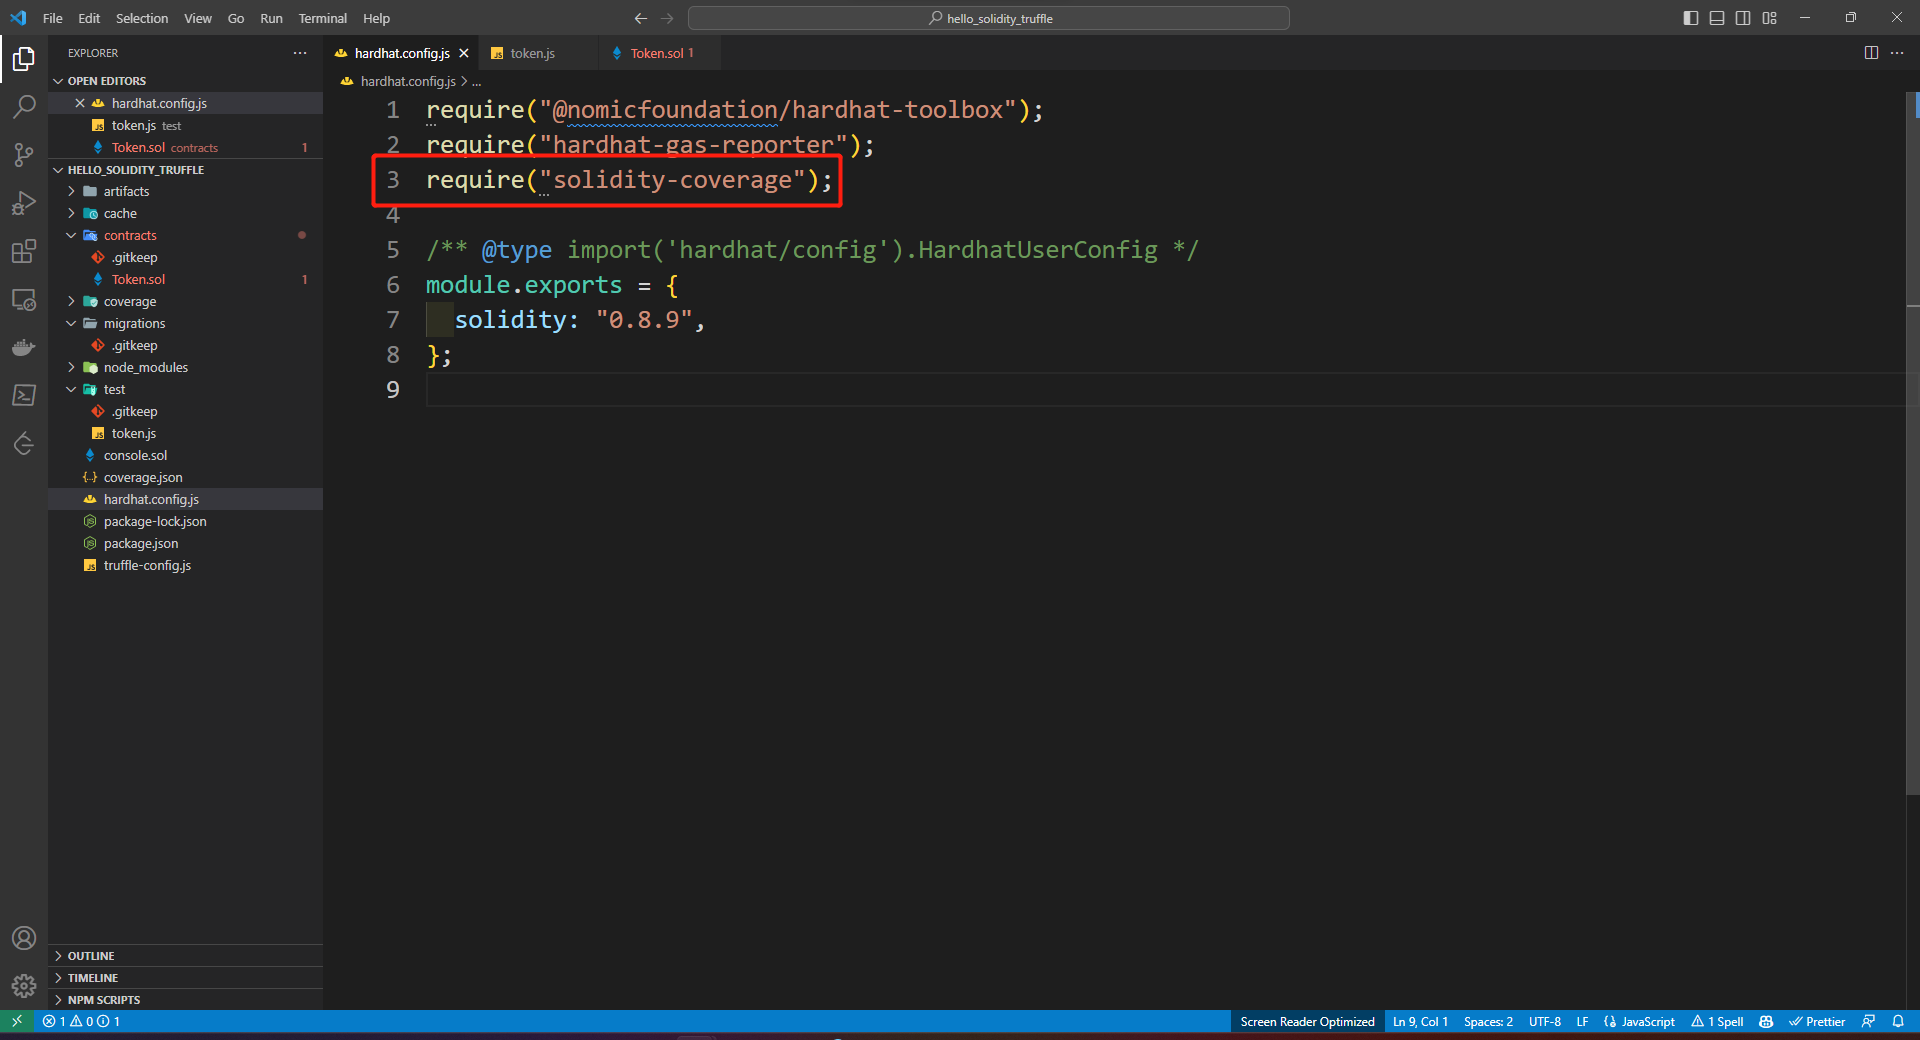 File Edit Selection View Go Run Terminal Help
hello_solidity_truffle
EXPLORER
OPEN EDITORS
hardhat.config.js
token.js test
Token.sol contracts 1
HELLO_SOLIDITY_TRUFFLE
artifacts
cache
contracts
.gitkeep
Token.sol 1
coverage
migrations
.gitkeep
node_modules
test
.gitkeep
token.js
console.sol
coverage.json
hardhat.config.js
package-lock.json
package.json
truffle-config.js
OUTLINE
TIMELINE
NPM SCRIPTS
hardhat.config.js token.js Token.sol 1
hardhat.config.js > ...
1 require("@nomicfoundation/hardhat-toolbox");
2 require("hardhat-gas-reporter");
3 require("solidity-coverage");
4
5 /** @type import('hardhat/config').HardhatUserConfig */
6 module.exports = {
7 solidity: "0.8.9",
8 };
9
1 0 1 Screen Reader Optimized Ln 9, Col 1 Spaces: 2 UTF-8 LF JavaScript 1 Spell Prettier